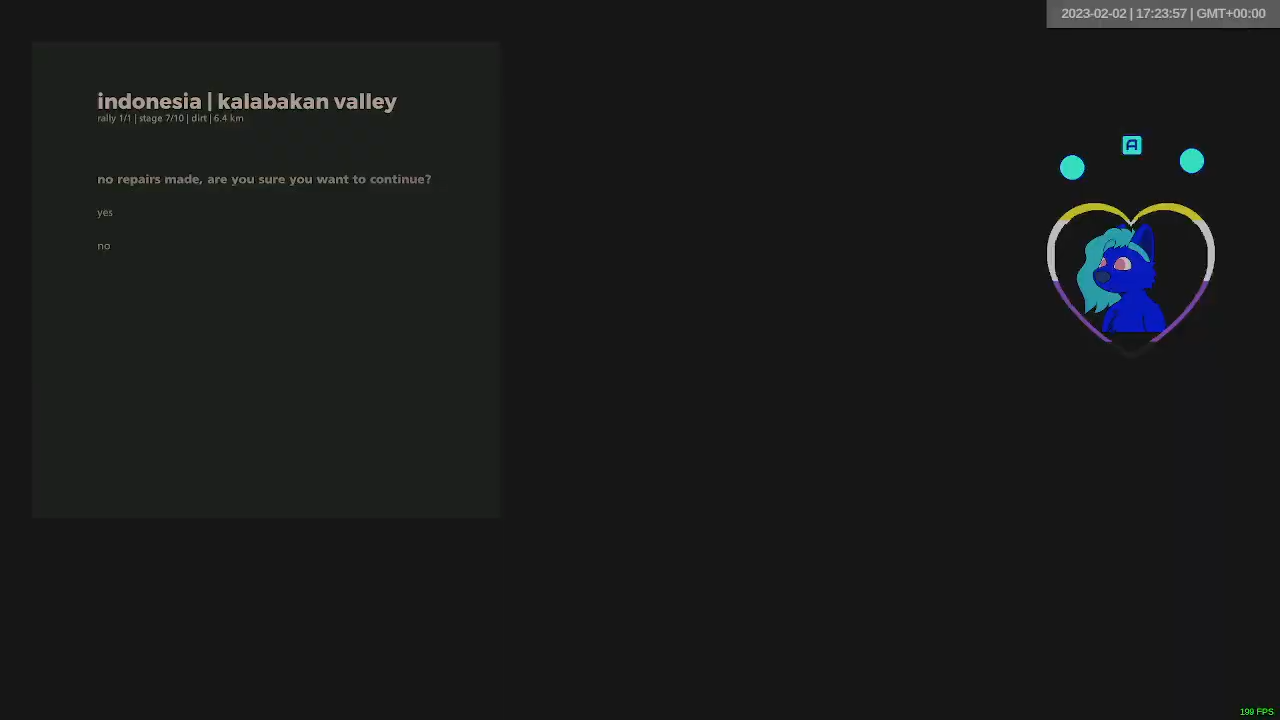 2023-02-02 | 17:23:57 | GMT+00:00
indonesia | kalabakan valley
rally 1/1 | stage 7/10 | dirt | 6.4 km
no repairs made, are you sure you want to continue?
yes
no
A
199 FPS